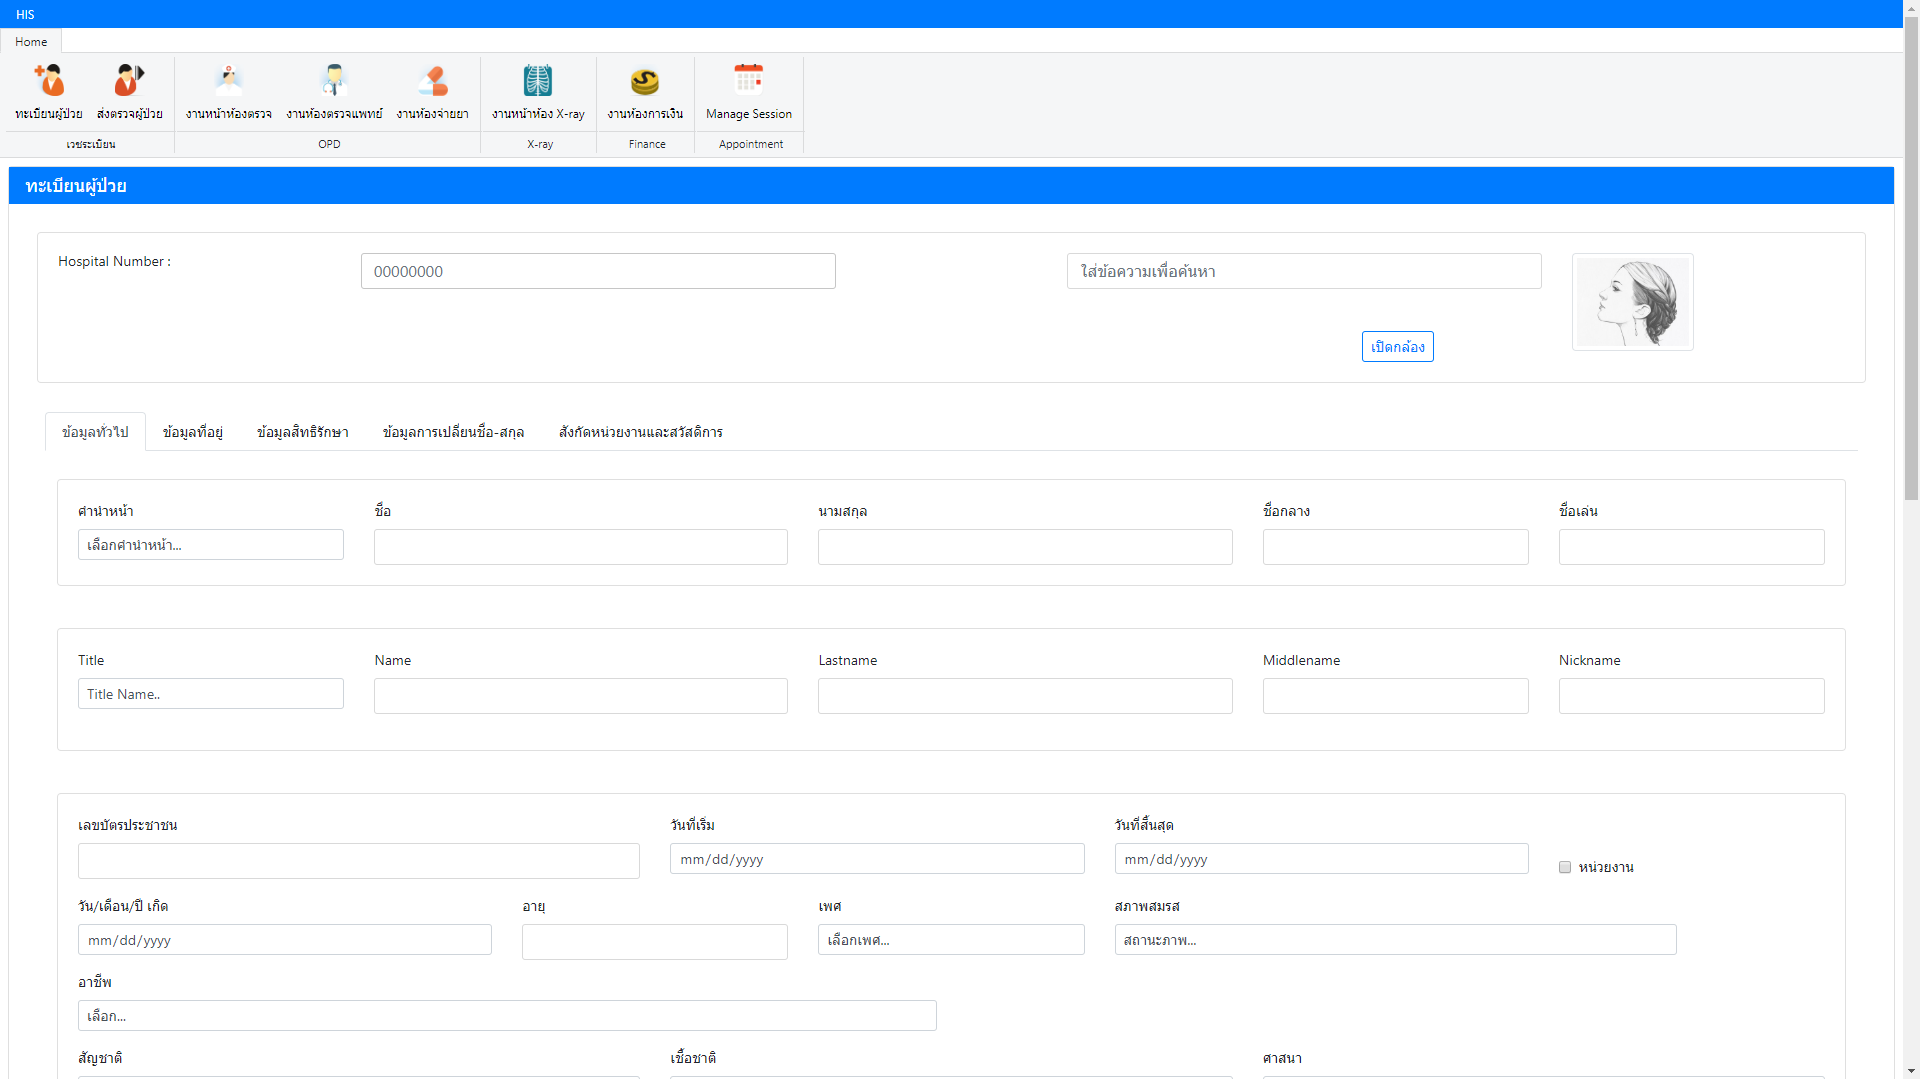 HIS
Home
ทะเบียนผู้ป่วย ส่งตรวจผู้ป่วย งานหน้าห้องตรวจ งานห้องตรวจแพทย์ งานห้องจ่ายยา งานหน้าห้อง X-ray งานห้องการเงิน Manage Session
เวชระเบียน OPD X-ray Finance Appointment
ทะเบียนผู้ป่วย
Hospital Number : 00000000 ใส่ข้อความเพื่อค้นหา
เปิดกล้อง
ข้อมูลทั่วไป ข้อมูลที่อยู่ ข้อมูลสิทธิรักษา ข้อมูลการเปลี่ยนชื่อ-สกุล สังกัดหน่วยงานและสวัสดิการ
คำนำหน้า ชื่อ นามสกุล ชื่อกลาง ชื่อเล่น
เลือกคำนำหน้า...
Title Name Lastname Middlename Nickname
Title Name..
เลขบัตรประชาชน วันที่เริ่ม วันที่สิ้นสุด
mm/dd/yyyy mm/dd/yyyy หน่วยงาน
วัน/เดือน/ปี เกิด อายุ เพศ สภาพสมรส
mm/dd/yyyy เลือกเพศ... สถานะภาพ...
อาชีพ
เลือก...
สัญชาติ เชื้อชาติ ศาสนา